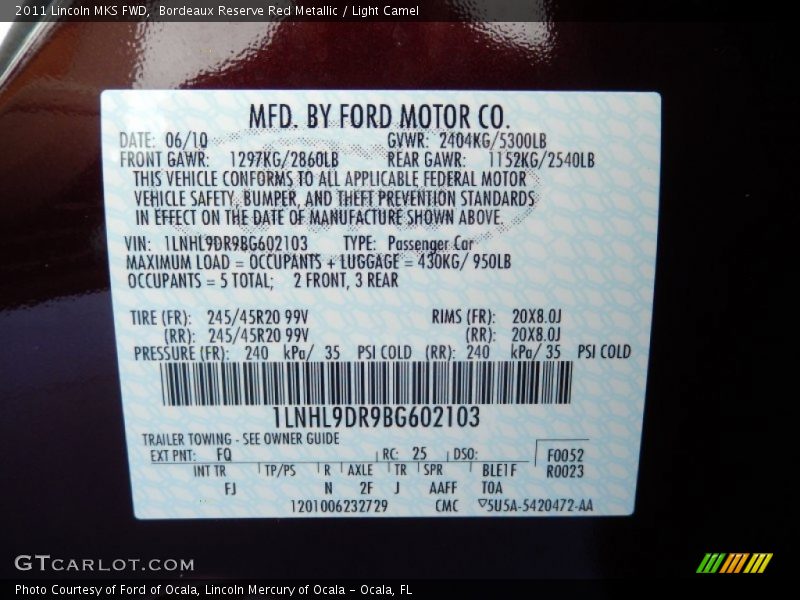 2011 Lincoln MKS FWD, Bordeaux Reserve Red Metallic / Light Camel
MFD. BY FORD MOTOR CO.
DATE: 06/10 GVWR: 2404KG/5300LB
FRONT GAWR: 1297KG/2860LB REAR GAWR: 1152KG/2540LB
THIS VEHICLE CONFORMS TO ALL APPLICABLE FEDERAL MOTOR
VEHICLE SAFETY, BUMPER, AND THEFT PREVENTION STANDARDS
IN EFFECT ON THE DATE OF MANUFACTURE SHOWN ABOVE.
VIN: 1LNHL9DR9BG602103 TYPE: Passenger Car
MAXIMUM LOAD = OCCUPANTS + LUGGAGE = 430KG/ 950LB
OCCUPANTS = 5 TOTAL; 2 FRONT, 3 REAR
TIRE (FR): 245/45R20 99V RIMS (FR): 20X8.0J
(RR): 245/45R20 99V (RR): 20X8.0J
PRESSURE (FR): 240 kPa/ 35 PSI COLD (RR): 240 kPa/ 35 PSI COLD
1LNHL9DR9BG602103
TRAILER TOWING - SEE OWNER GUIDE
EXT PNT: FQ RC: 25 DSO: F0052
INT TR TP/PS R AXLE TR SPR BLE1F R0023
FJ N 2F J AAFF TOA
1201006232729 CMC ▽5U5A-5420472-AA
GTCARLOT.COM
Photo Courtesy of Ford of Ocala, Lincoln Mercury of Ocala - Ocala, FL